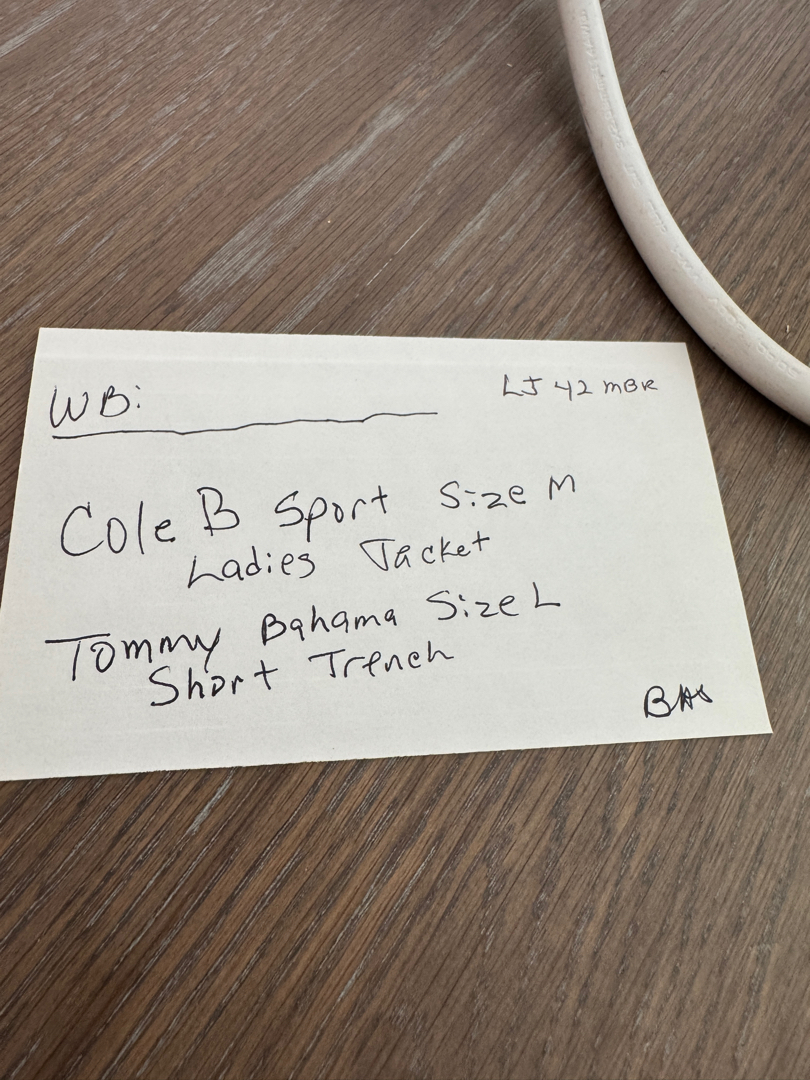 WB:
LJ 42 MBR
Cole B Sport Size M
Ladies Jacket
Tommy Bahama Size L
Short Trench